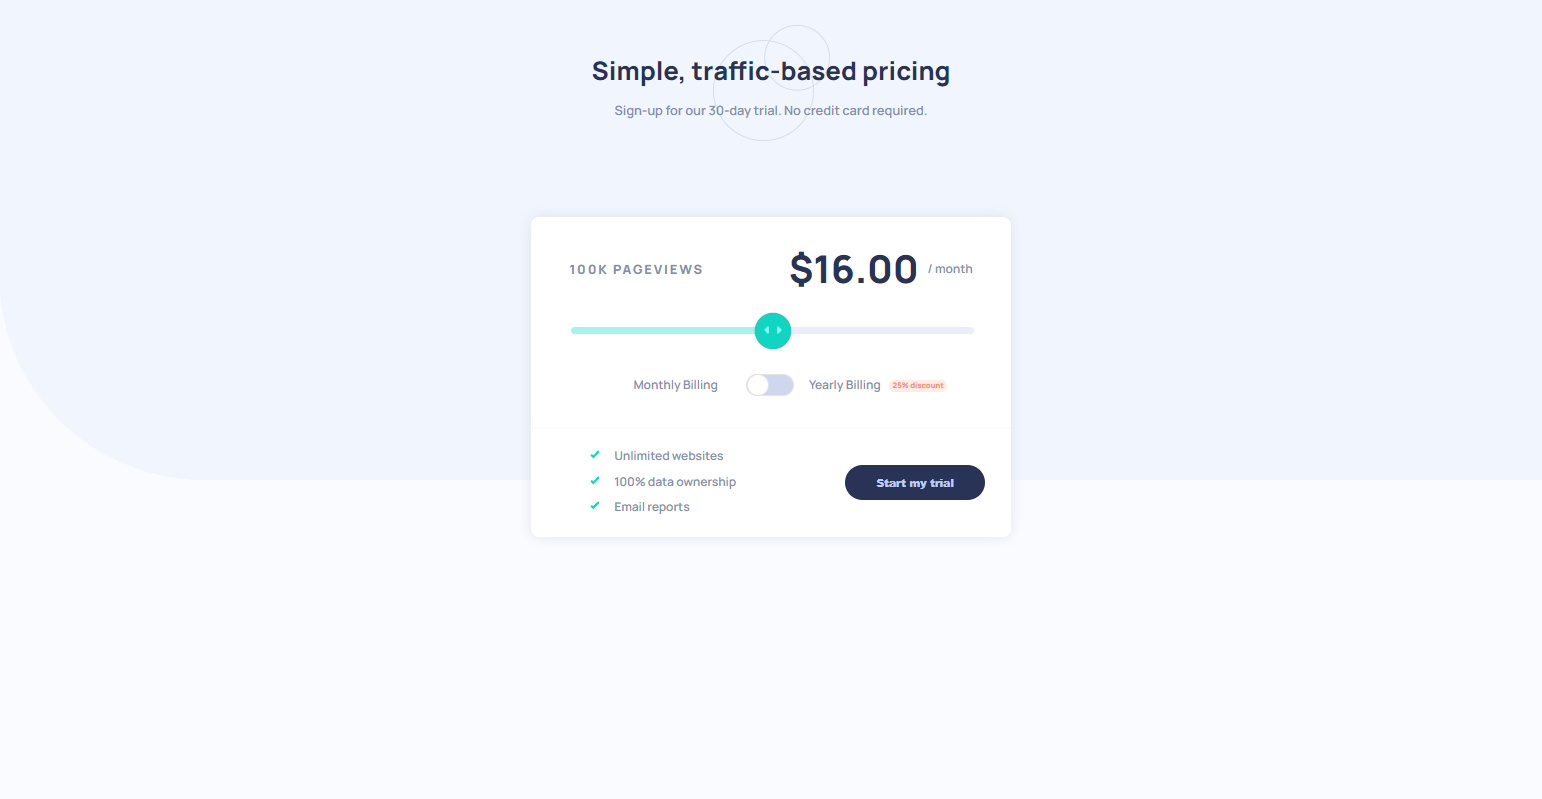 Simple, traffic-based pricing
Sign-up for our 30-day trial. No credit card required.
100K PAGEVIEWS
$16.00 / month
Monthly Billing
Yearly Billing 25% discount
Unlimited websites
100% data ownership
Email reports
Start my trial